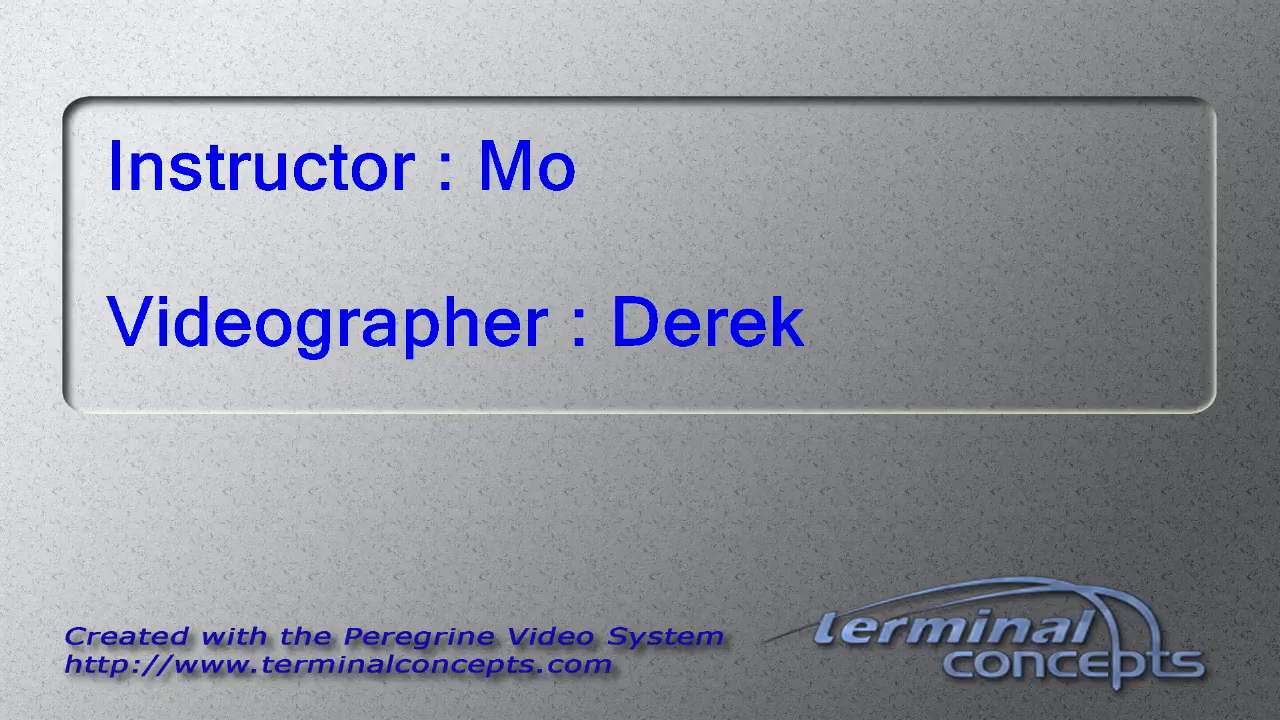 Instructor : Mo
Videographer : Derek
Created with the Peregrine Video System
http://www.terminalconcepts.com
terminal
concepts